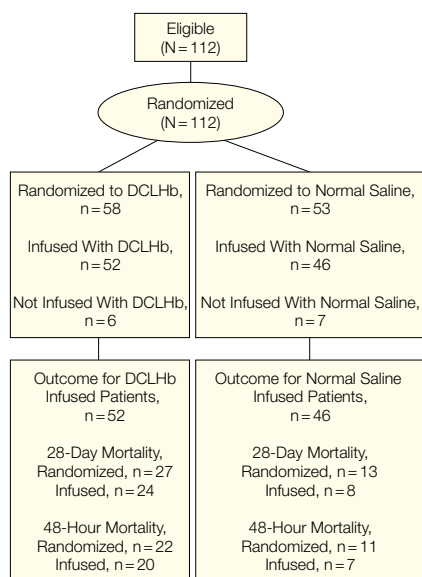 Eligible
(N = 112)
Randomized
(N = 112)
Randomized to DCLHb,
n = 58
Infused With DCLHb,
n = 52
Not Infused With DCLHb,
n = 6
Randomized to Normal Saline,
n = 53
Infused With Normal Saline,
n = 46
Not Infused With Normal Saline,
n = 7
Outcome for DCLHb
Infused Patients,
n = 52
28-Day Mortality,
Randomized, n = 27
Infused, n = 24
48-Hour Mortality,
Randomized, n = 22
Infused, n = 20
Outcome for Normal Saline
Infused Patients,
n = 46
28-Day Mortality,
Randomized, n = 13
Infused, n = 8
48-Hour Mortality,
Randomized, n = 11
Infused, n = 7